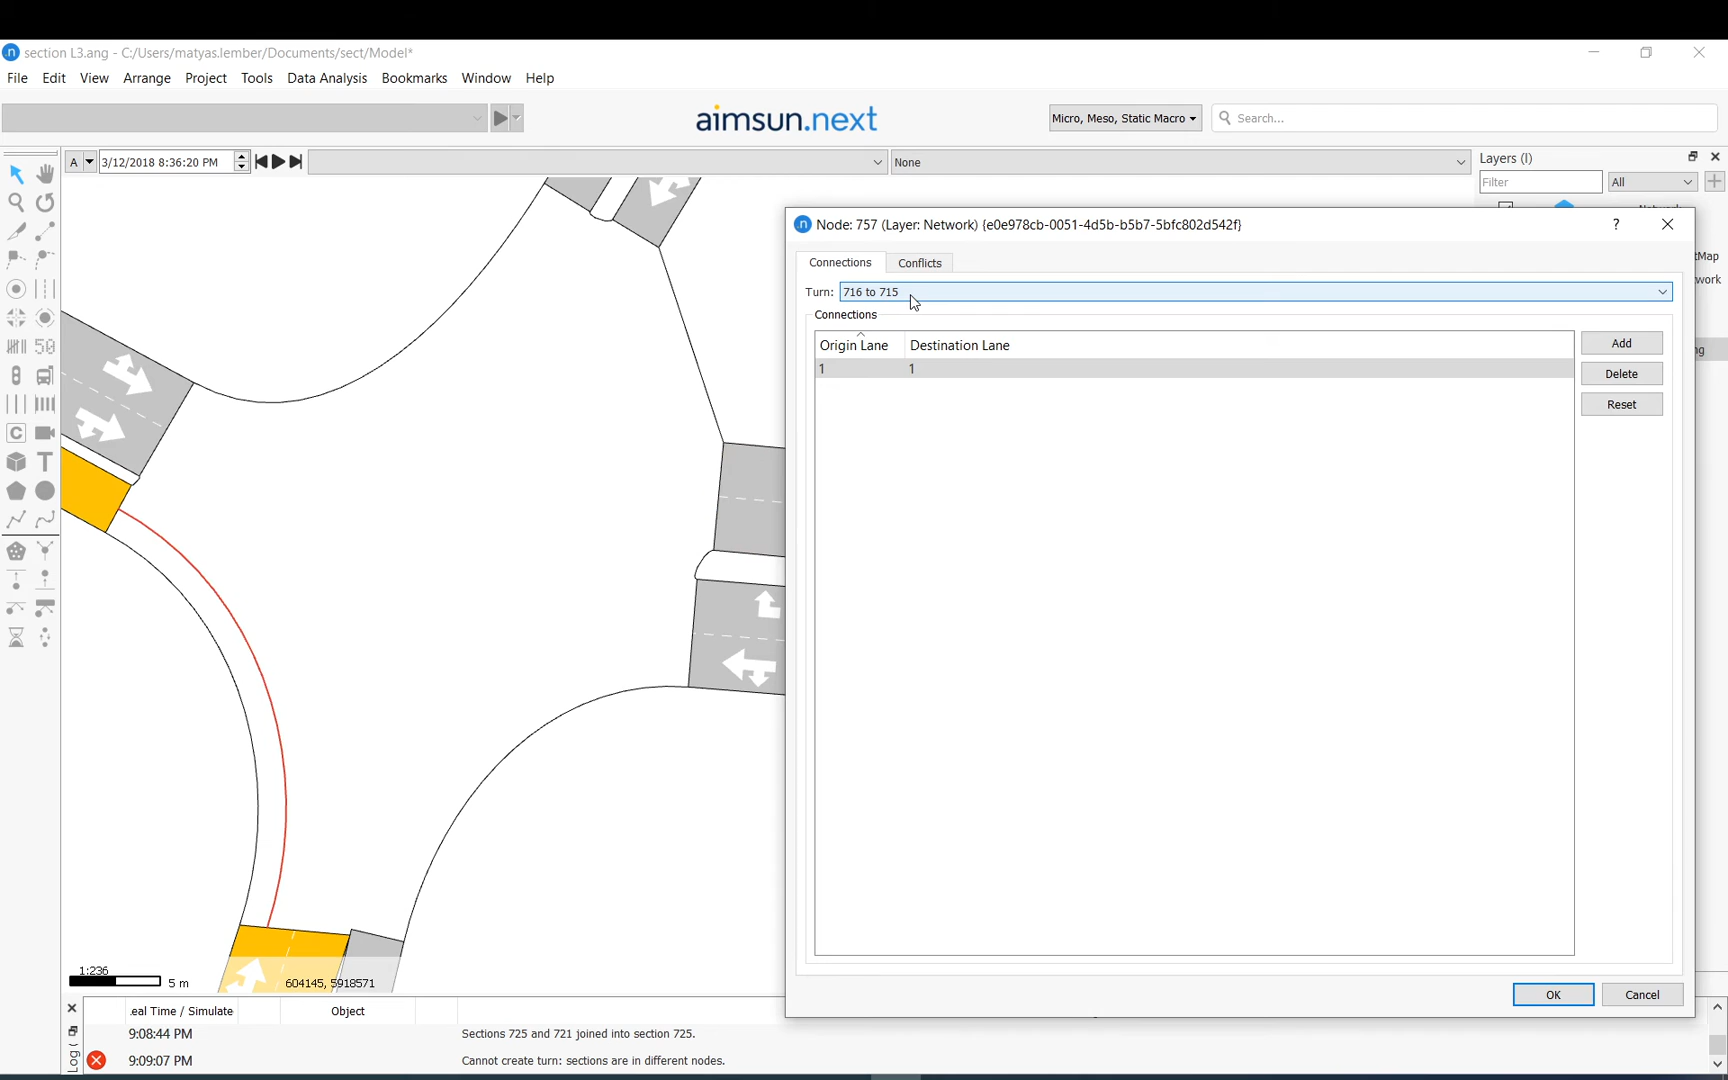 section L3.ang - C:/Users/matyas.lember/Documents/sect/Model*
File Edit View Arrange Project Tools Data Analysis Bookmarks Window Help
aimsun.next
Micro, Meso, Static Macro
Search...
A
3/12/2018 8:36:20 PM
None
Layers (l)
Filter
All
Node: 757 (Layer: Network) {e0e978cb-0051-4d5b-b5b7-5bfc802d542f}
?
Connections
Conflicts
tMap
work
Turn: 716 to 715
Connections
Origin Lane
Destination Lane
Add
1
1
ng
Delete
Reset
50
C
T
1:236
5 m
604145, 5918571
OK
Cancel
.eal Time / Simulate
Object
9:08:44 PM
Sections 725 and 721 joined into section 725.
Log (
9:09:07 PM
Cannot create turn: sections are in different nodes.